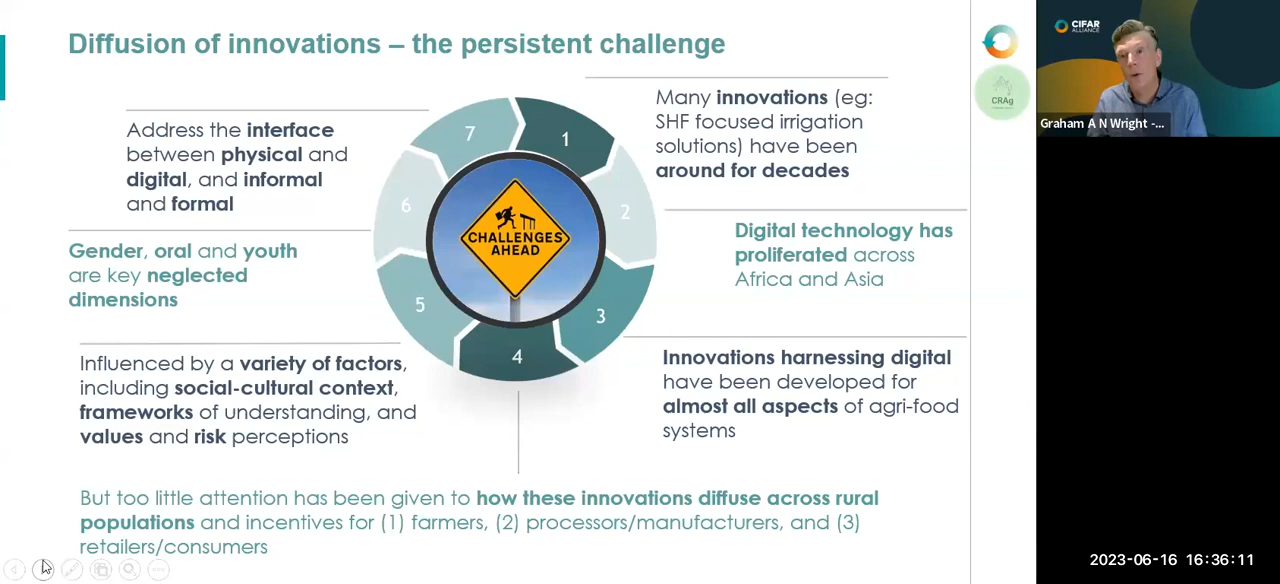 Diffusion of innovations – the persistent challenge
Many innovations (eg:
SHF focused irrigation
solutions) have been
around for decades
Digital technology has
proliferated across
Africa and Asia
Innovations harnessing digital
have been developed for
almost all aspects of agri-food
systems
But too little attention has been given to how these innovations diffuse across rural
populations and incentives for (1) farmers, (2) processors/manufacturers, and (3)
retailers/consumers
Influenced by a variety of factors,
including social-cultural context,
frameworks of understanding, and
values and risk perceptions
Gender, oral and youth
are key neglected
dimensions
Address the interface
between physical and
digital, and informal
and formal
1
2
3
4
5
6
7
CHALLENGES
AHEAD
CRAg
CIFAR
ALLIANCE
Graham A N Wright -...
2023-06-16 16:36:11